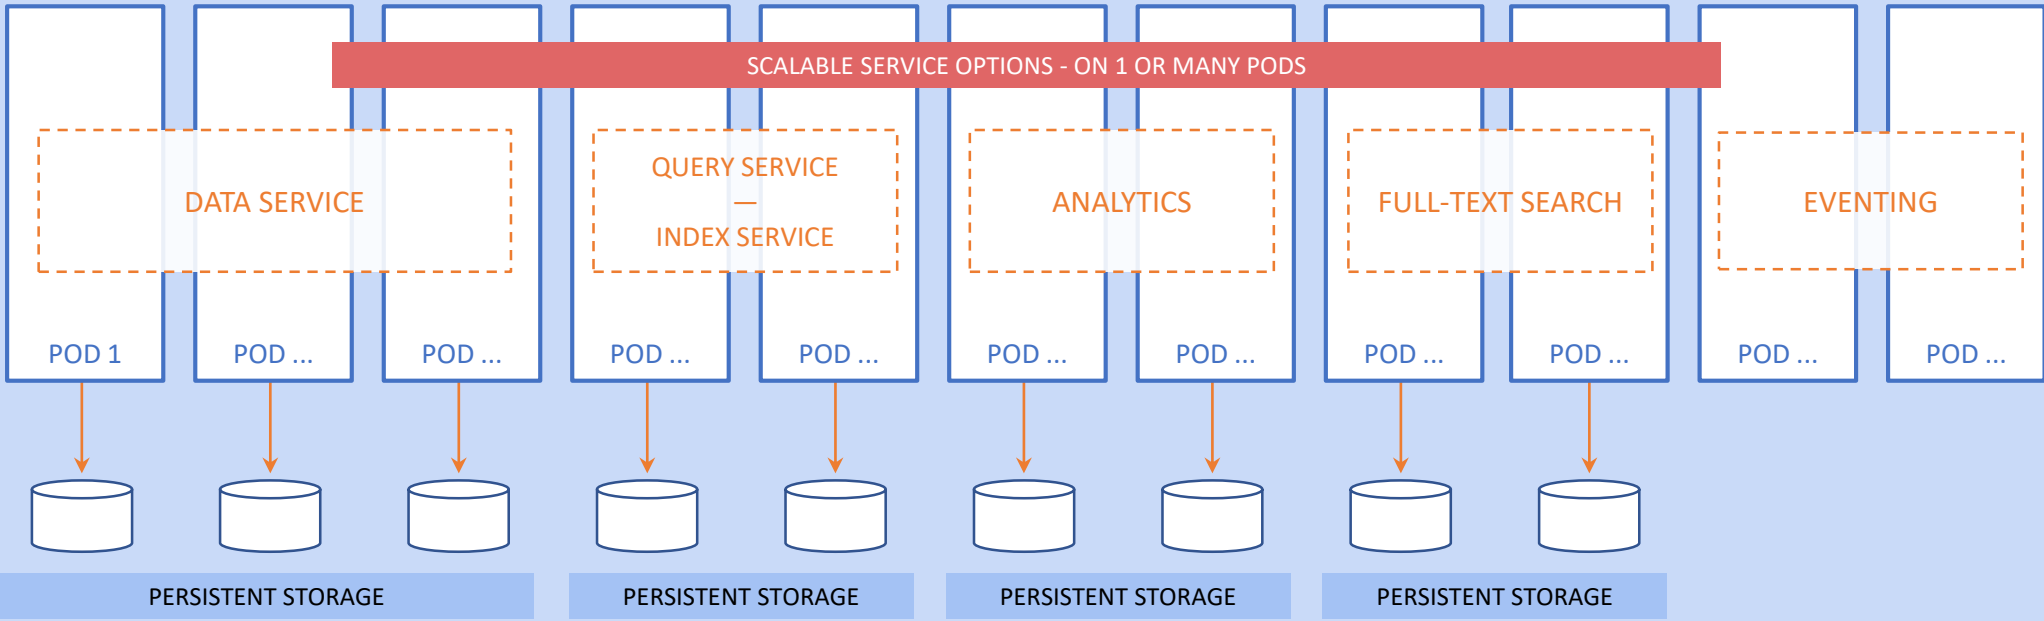 SCALABLE SERVICE OPTIONS - ON 1 OR MANY PODS
DATA SERVICE
QUERY SERVICE
—
INDEX SERVICE
ANALYTICS
FULL-TEXT SEARCH
EVENTING
POD 1
POD ...
POD ...
POD ...
POD ...
POD ...
POD ...
POD ...
POD ...
POD ...
POD ...
PERSISTENT STORAGE
PERSISTENT STORAGE
PERSISTENT STORAGE
PERSISTENT STORAGE